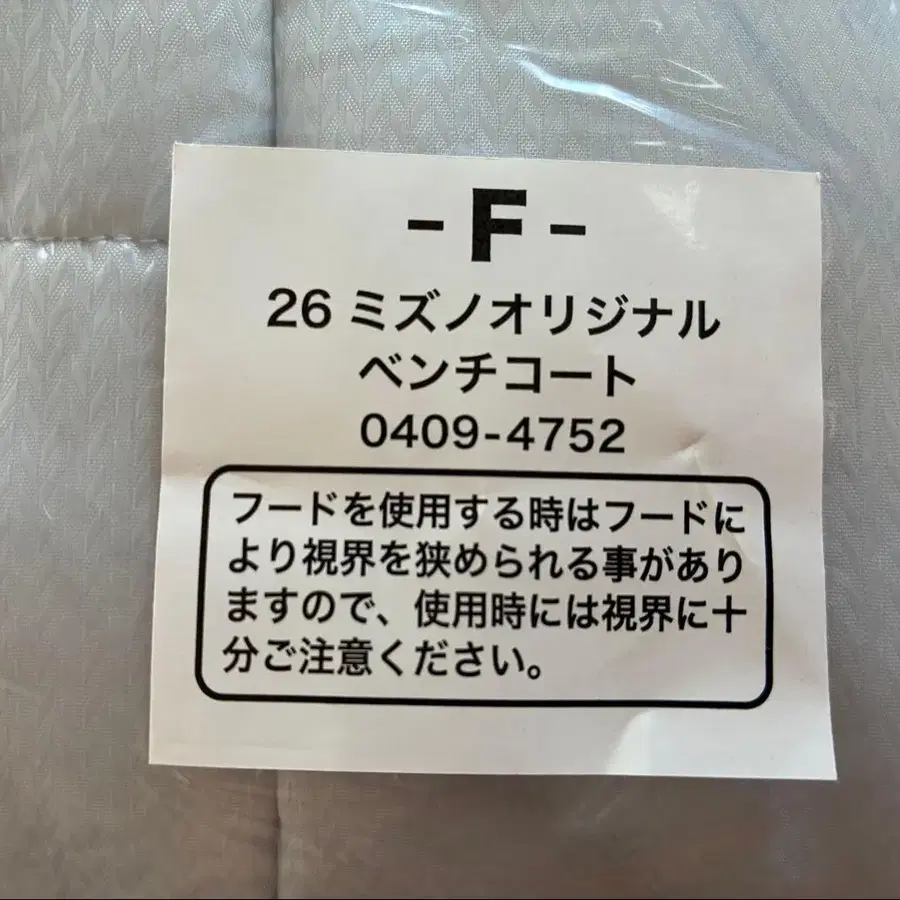 -F-
26 ミズノオリジナル
ベンチコート
0409-4752
フードを使用する時はフードに
より視界を狭められる事があり
ますので、使用時には視界に十
分ご注意ください。